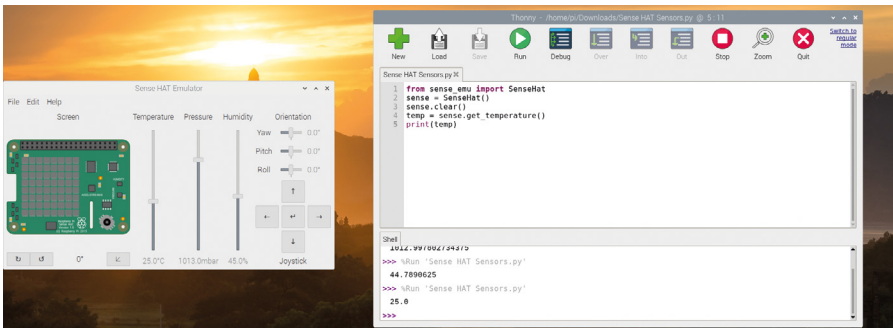 Sense HAT Emulator
File Edit Help
Screen Temperature Pressure Humidity Orientation
Yaw 0.0°
Pitch 0.0°
Roll 0.0°
0° 25.0°C 1013.0mbar 45.0% Joystick
Thonny - /home/pi/Downloads/Sense HAT Sensors.py @ 5 : 11
New Load Save Run Debug Over Into Out Stop Zoom Quit
Switch to
regular
mode
Sense HAT Sensors.py
1 from sense_emu import SenseHat
2 sense = SenseHat()
3 sense.clear()
4 temp = sense.get_temperature()
5 print(temp)
Shell
1012.997802734375
>>> %Run 'Sense HAT Sensors.py'
44.7890625
>>> %Run 'Sense HAT Sensors.py'
25.0
>>>